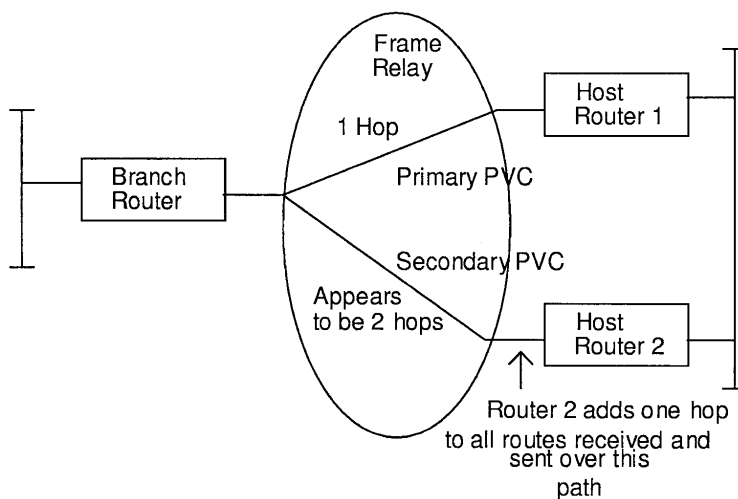 Frame
Relay
Host
Router 1
1 Hop
Branch
Router
Primary PVC
Secondary PVC
Appears
to be 2 hops
Host
Router 2
Router 2 adds one hop
to all routes received and
sent over this
path